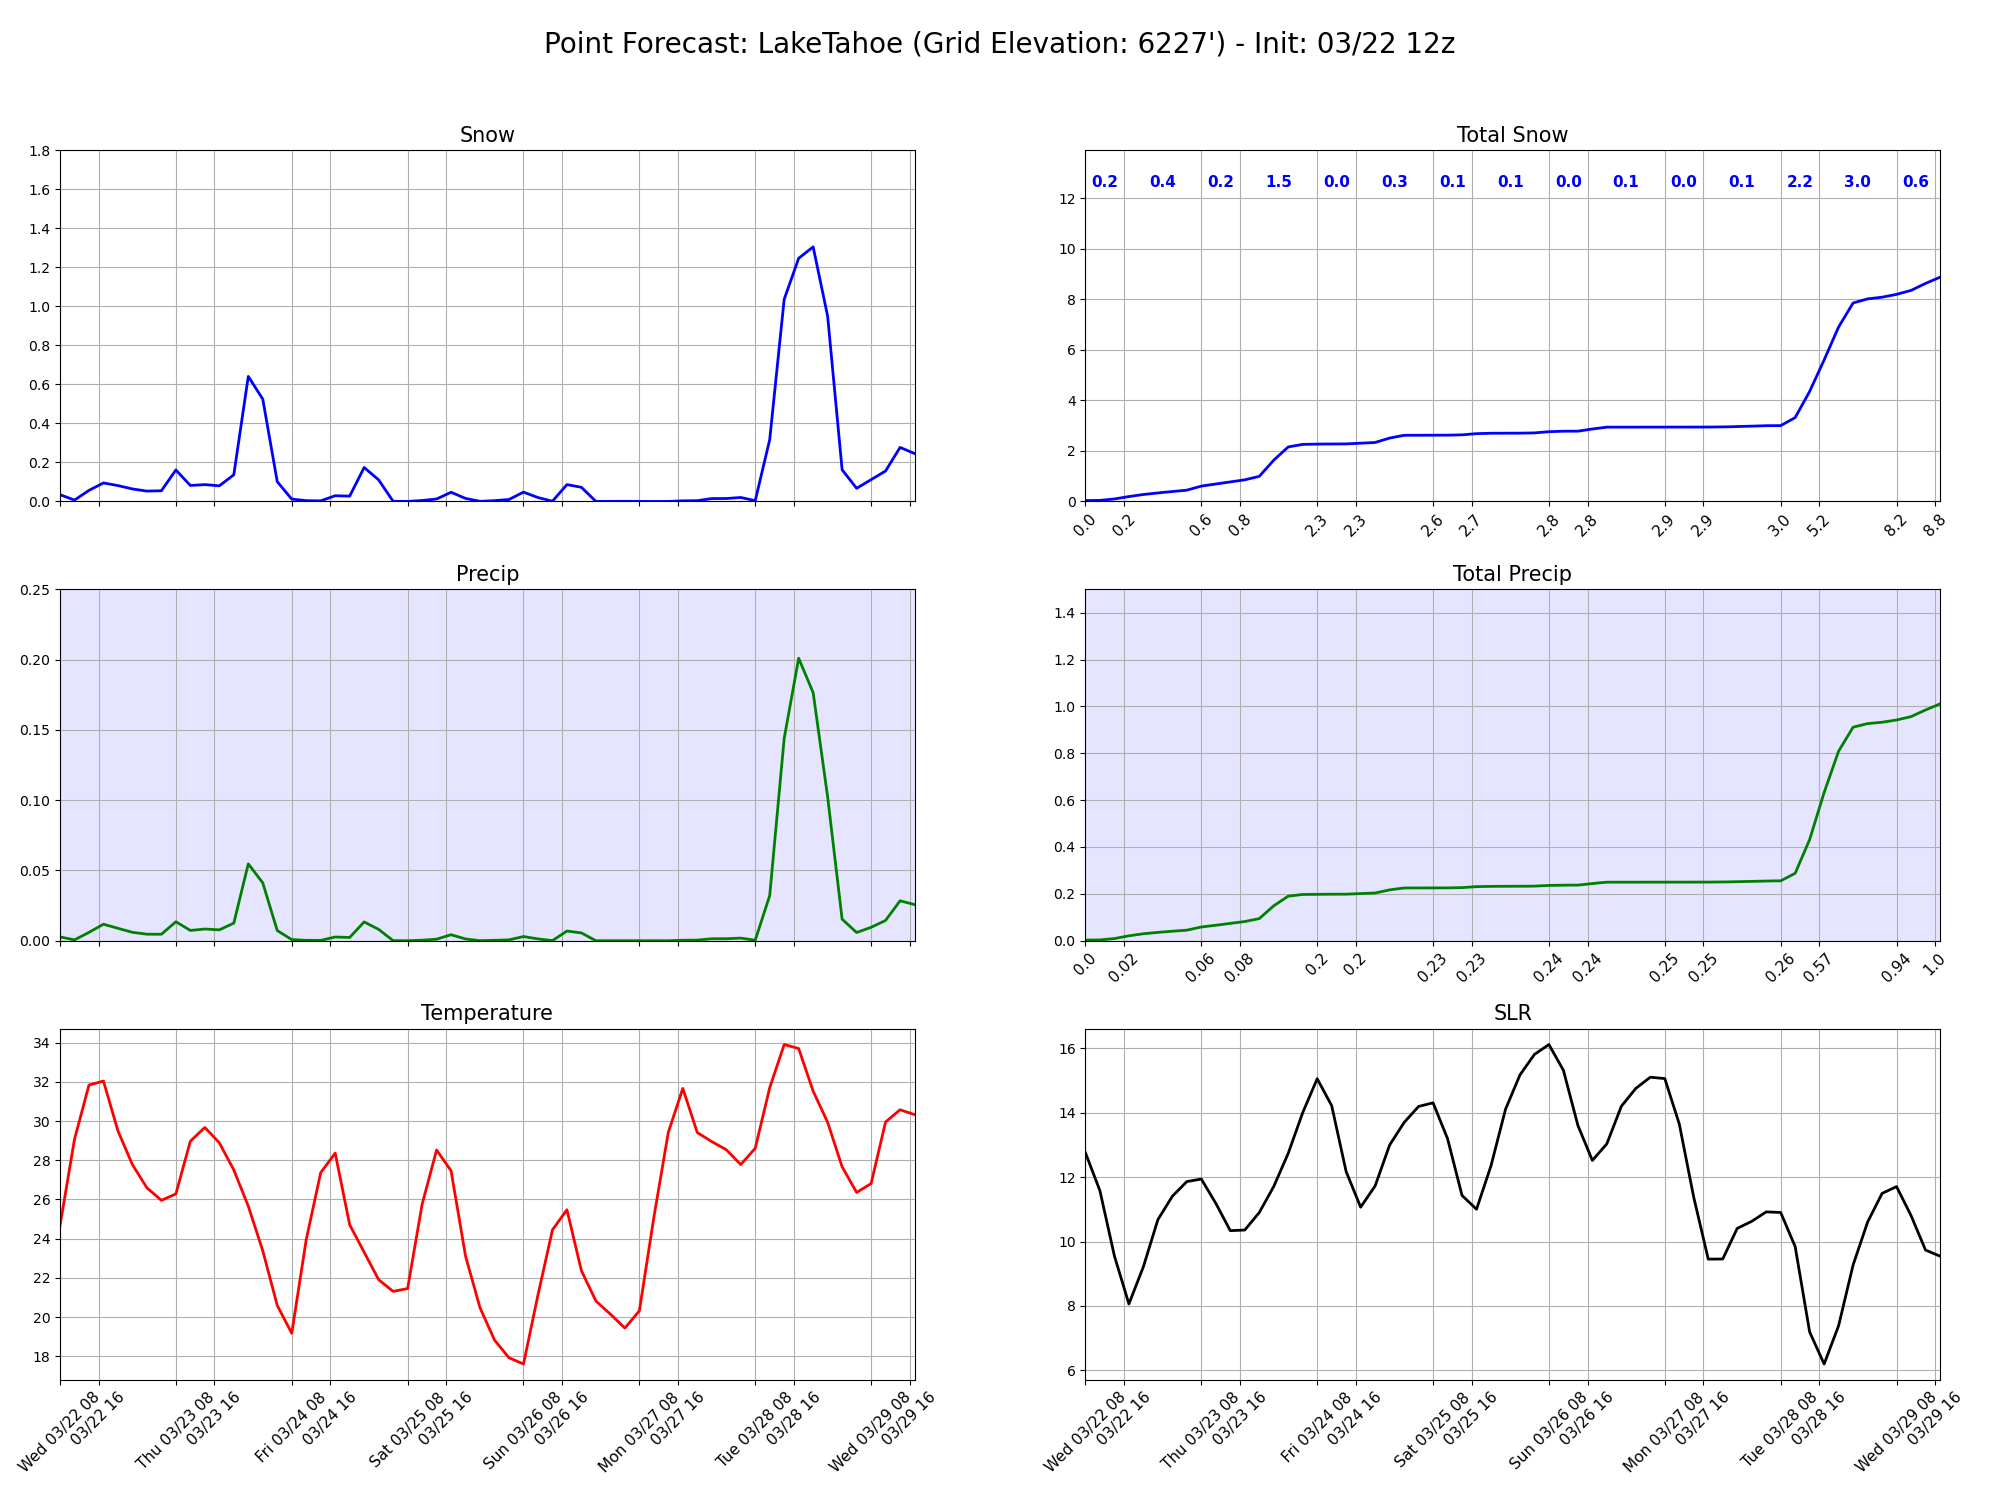 Point Forecast: LakeTahoe (Grid Elevation: 6227') - Init: 03/22 12z
Snow
1.8
1.6
1.4
1.2
1.0
0.8
0.6
0.4
0.2
0.0
Total Snow
0.2 0.4 0.2 1.5 0.0 0.3 0.1 0.1 0.0 0.1 0.0 0.1 2.2 3.0 0.6
12
10
8
6
4
2
0
0.0 0.2 0.6 0.8 2.3 2.3 2.6 2.7 2.8 2.8 2.9 2.9 3.0 5.2 8.2 8.8
Precip
0.25
0.20
0.15
0.10
0.05
0.00
Total Precip
1.4
1.2
1.0
0.8
0.6
0.4
0.2
0.0
0.0 0.02 0.06 0.08 0.2 0.2 0.23 0.23 0.24 0.24 0.25 0.25 0.26 0.57 0.94 1.0
Temperature
34
32
30
28
26
24
22
20
18
Wed 03/22 08
03/22 16
Thu 03/23 08
03/23 16
Fri 03/24 08
03/24 16
Sat 03/25 08
03/25 16
Sun 03/26 08
03/26 16
Mon 03/27 08
03/27 16
Tue 03/28 08
03/28 16
Wed 03/29 08
03/29 16
SLR
16
14
12
10
8
6
Wed 03/22 08
03/22 16
Thu 03/23 08
03/23 16
Fri 03/24 08
03/24 16
Sat 03/25 08
03/25 16
Sun 03/26 08
03/26 16
Mon 03/27 08
03/27 16
Tue 03/28 08
03/28 16
Wed 03/29 08
03/29 16